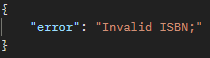 {
    "error": "Invalid ISBN;"
}